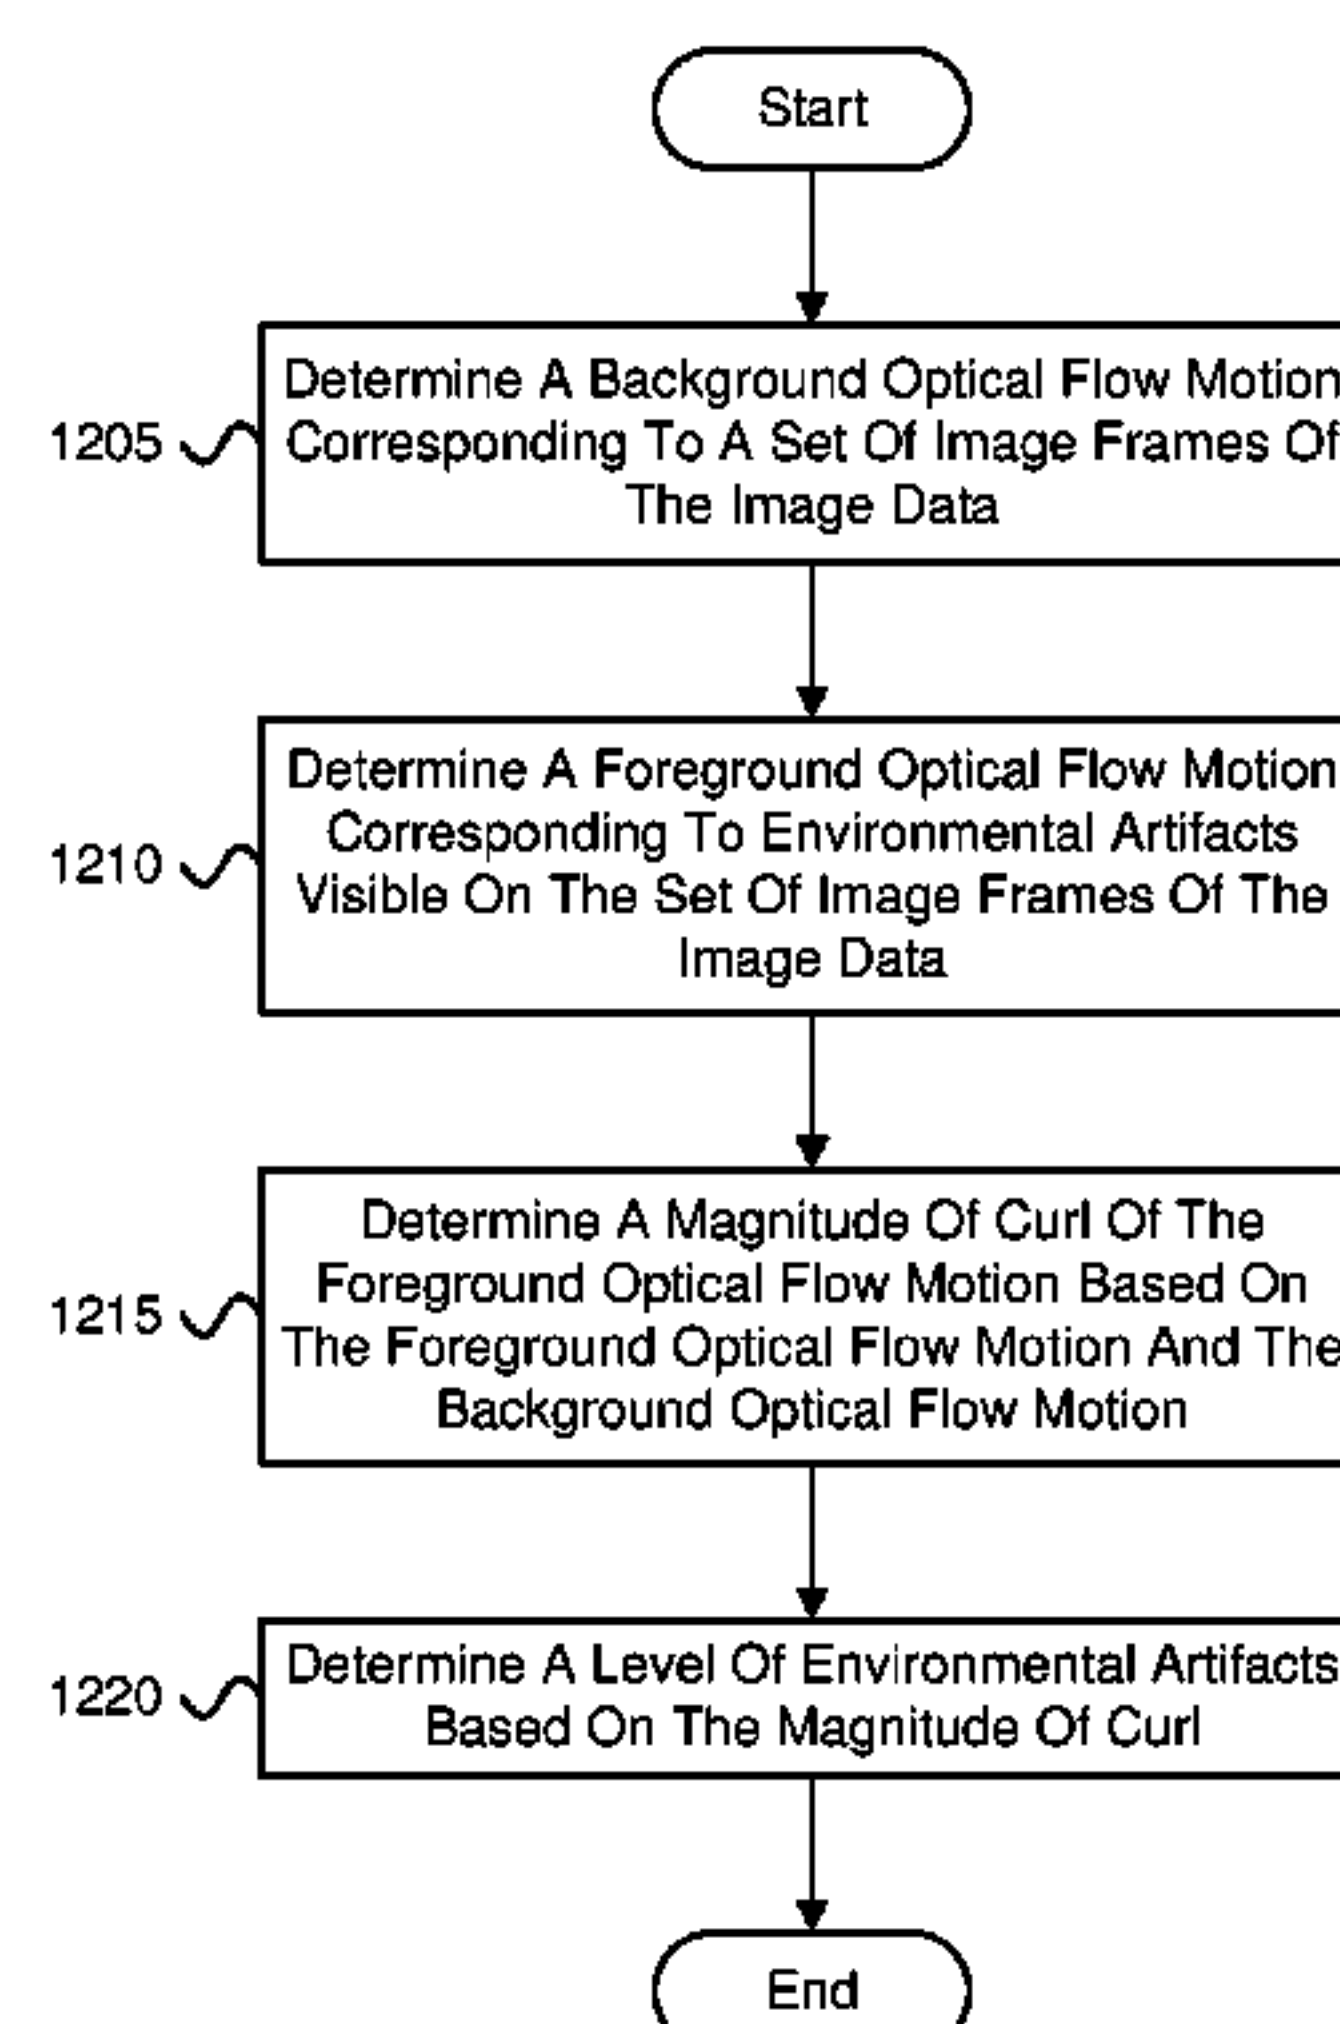 Start
Determine A Background Optical Flow Motion
1205
Corresponding To A Set Of Image Frames Of
The Image Data
Determine A Foreground Optical Flow Motion
Corresponding To Environmental Artifacts
1210
Visible On The Set Of Image Frames Of The
Image Data
Determine A Magnitude Of Curl Of The
Foreground Optical Flow Motion Based On
1215
The Foreground Optical Flow Motion And The
Background Optical Flow Motion
Determine A Level Of Environmental Artifacts
1220
Based On The Magnitude Of Curl
End